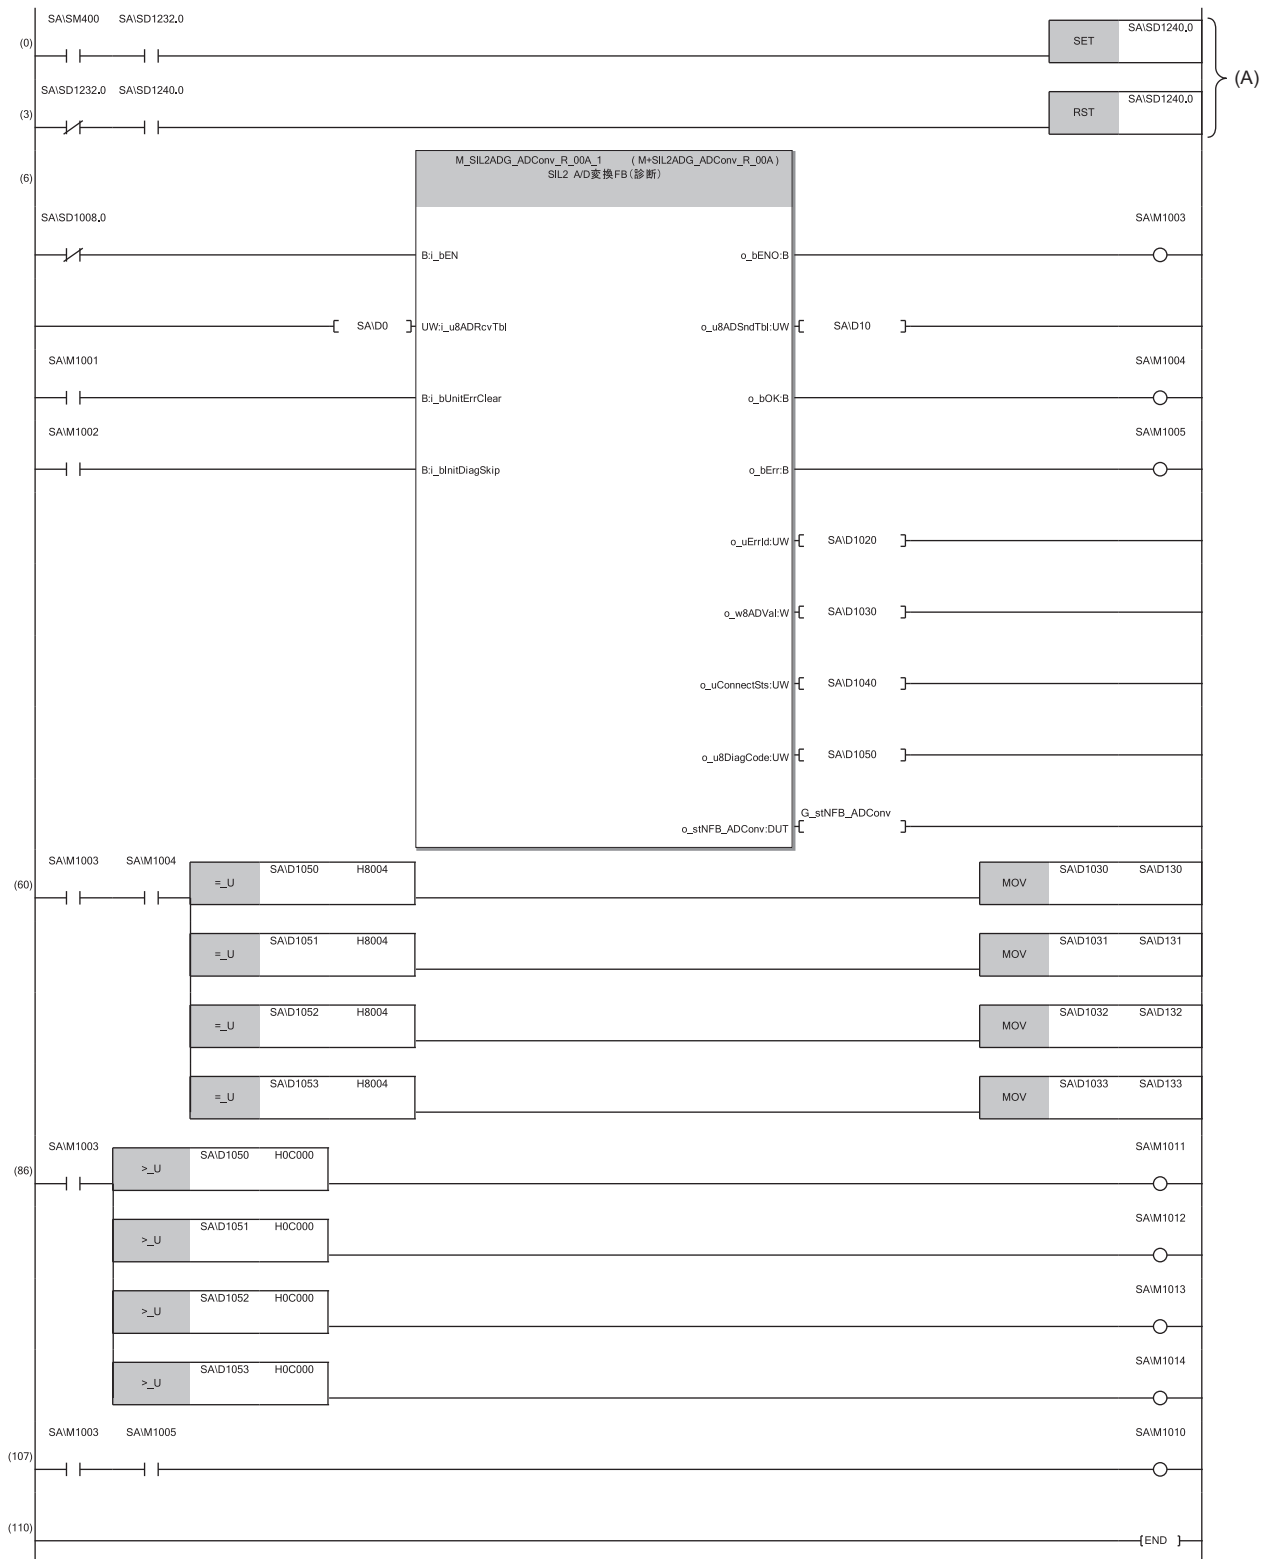 SA\SM400 SA\SD1232.0
(0) SET SA\SD1240.0
(A)
SA\SD1232.0 SA\SD1240.0
(3) RST SA\SD1240.0
(6) M_SIL2ADG_ADConv_R_00A_1 (M+SIL2ADG_ADConv_R_00A)
SIL2 A/D変換FB(診断)
SA\SD1008.0 SA\M1003
B:i_bEN o_bENO:B
SA\D0 UW:i_u8ADRcvTbl o_u8ADSndTbl:UW SA\D10
SA\M1001 SA\M1004
B:i_bUnitErrClear o_bOK:B
SA\M1002 SA\M1005
B:i_bInitDiagSkip o_bErr:B
o_uErrId:UW SA\D1020
o_w8ADVal:W SA\D1030
o_uConnectSts:UW SA\D1040
o_u8DiagCode:UW SA\D1050
o_stNFB_ADConv:DUT G_stNFB_ADConv
SA\M1003 SA\M1004
(60) =_U SA\D1050 H8004 MOV SA\D1030 SA\D130
=_U SA\D1051 H8004 MOV SA\D1031 SA\D131
=_U SA\D1052 H8004 MOV SA\D1032 SA\D132
=_U SA\D1053 H8004 MOV SA\D1033 SA\D133
SA\M1003 SA\M1011
(86) >_U SA\D1050 H0C000
SA\M1012
>_U SA\D1051 H0C000
SA\M1013
>_U SA\D1052 H0C000
SA\M1014
>_U SA\D1053 H0C000
SA\M1003 SA\M1005 SA\M1010
(107)
(110) END